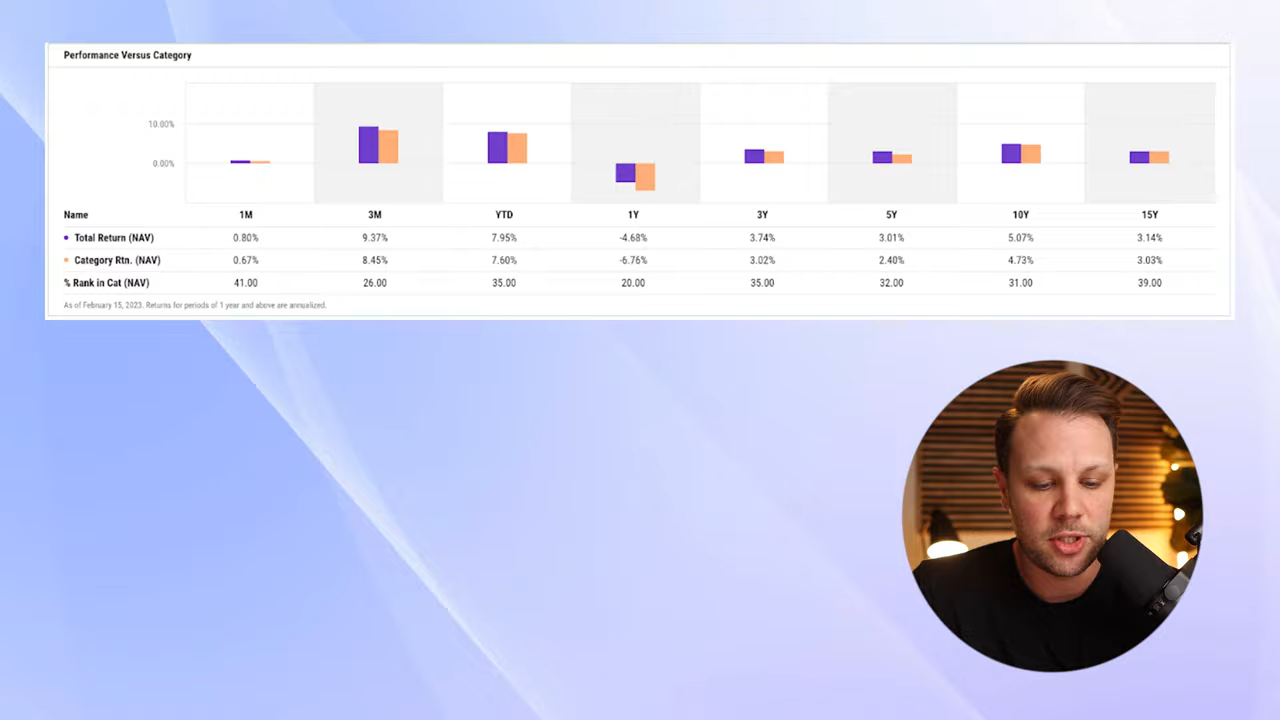 Performance Versus Category
10.00%
0.00%
Name 1M 3M YTD 1Y 3Y 5Y 10Y 15Y
Total Return (NAV) 0.80% 9.37% 7.95% -4.68% 3.74% 3.01% 5.07% 3.14%
Category Rtn. (NAV) 0.67% 8.45% 7.60% -6.76% 3.02% 2.40% 4.73% 3.03%
% Rank in Cat (NAV) 41.00 26.00 35.00 20.00 35.00 32.00 31.00 39.00
As of February 15, 2023. Returns for periods of 1 year and above are annualized.